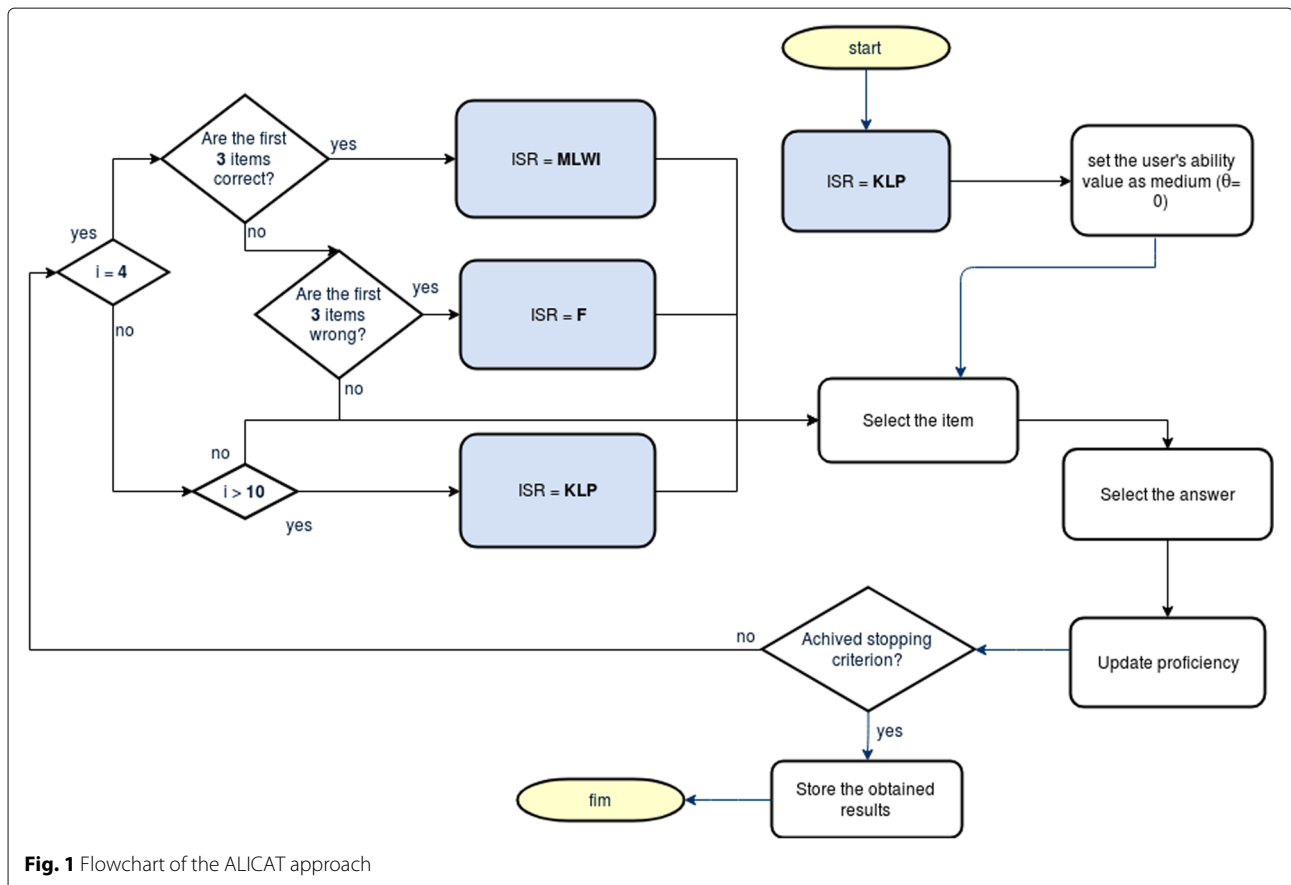 start
ISR = KLP
set the user's ability
value as medium (θ=
0)
Are the first
3 items
correct?
yes
ISR = MLWI
no
yes
i = 4
no
Are the first
3 items
wrong?
yes
ISR = F
no
Select the item
no
i > 10
yes
ISR = KLP
Select the answer
Update proficiency
Achived stopping
criterion?
no
yes
Store the obtained
results
fim
Fig. 1 Flowchart of the ALICAT approach